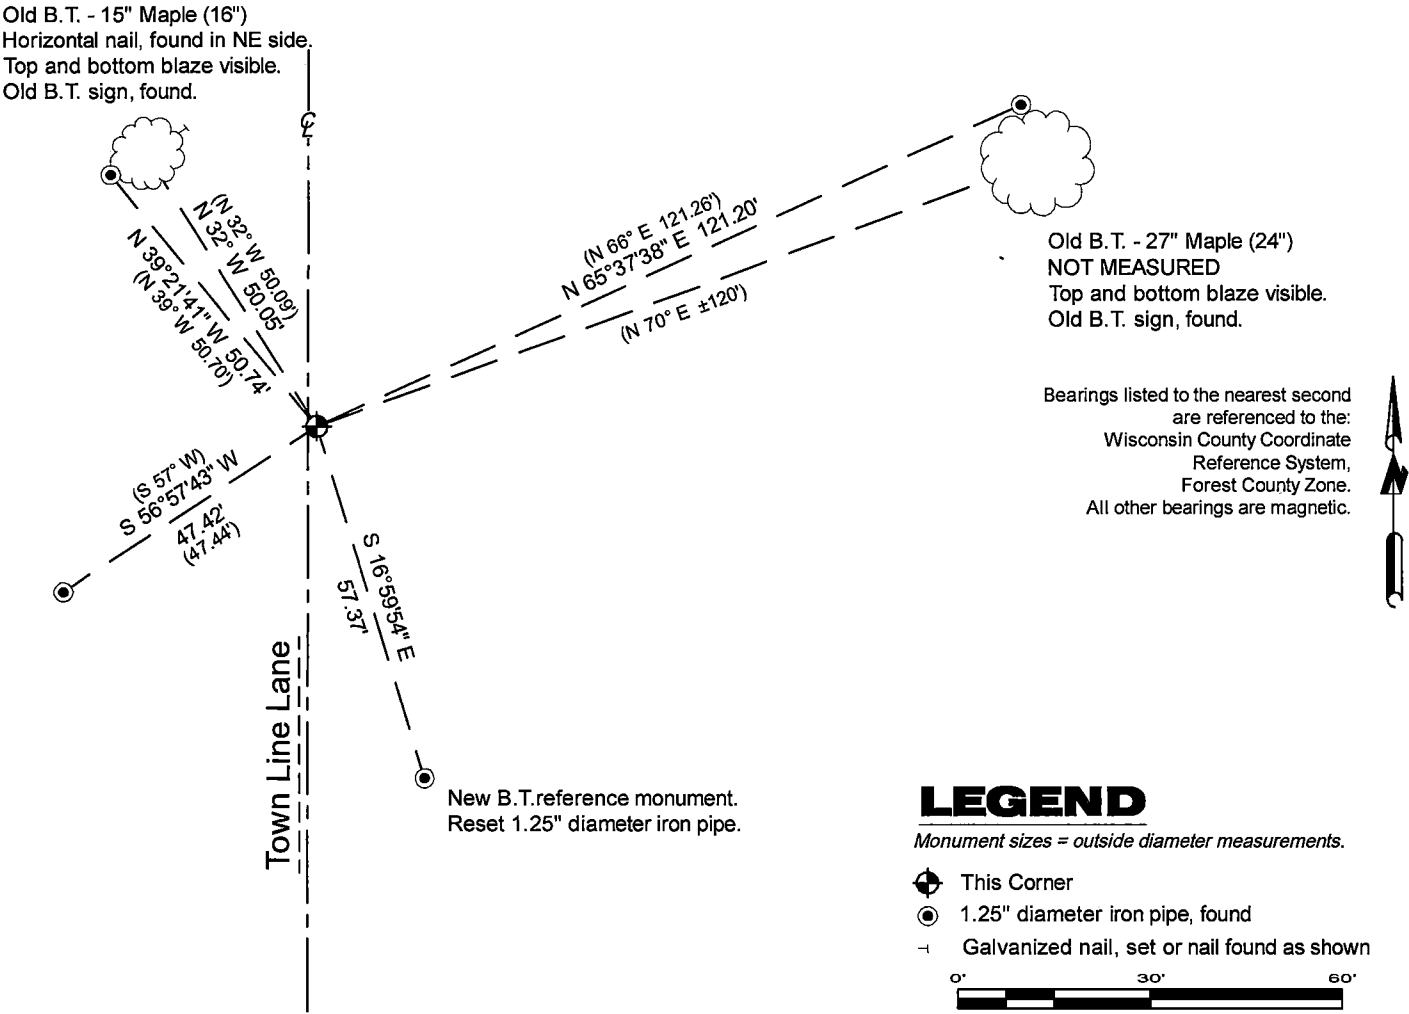 Old B.T. - 15" Maple (16")
Horizontal nail, found in NE side.
Top and bottom blaze visible.
Old B.T. sign, found.
℄
(N 32° W 50.09')
N 32° W 50.05'
N 39°21'41" W 50.74'
(N 39° W 50.70')
(N 66° E 121.26')
N 65°37'38" E 121.20'
(N 70° E ±120')
Old B.T. - 27" Maple (24")
NOT MEASURED
Top and bottom blaze visible.
Old B.T. sign, found.
Bearings listed to the nearest second
are referenced to the:
Wisconsin County Coordinate
Reference System,
Forest County Zone.
All other bearings are magnetic.
N
(S 57° W)
S 56°57'43" W
47.42'
(47.44')
S 16°59'54" E
57.37'
Town Line Lane
New B.T.reference monument.
Reset 1.25" diameter iron pipe.
LEGEND
Monument sizes = outside diameter measurements.
This Corner
1.25" diameter iron pipe, found
Galvanized nail, set or nail found as shown
0' 30' 60'